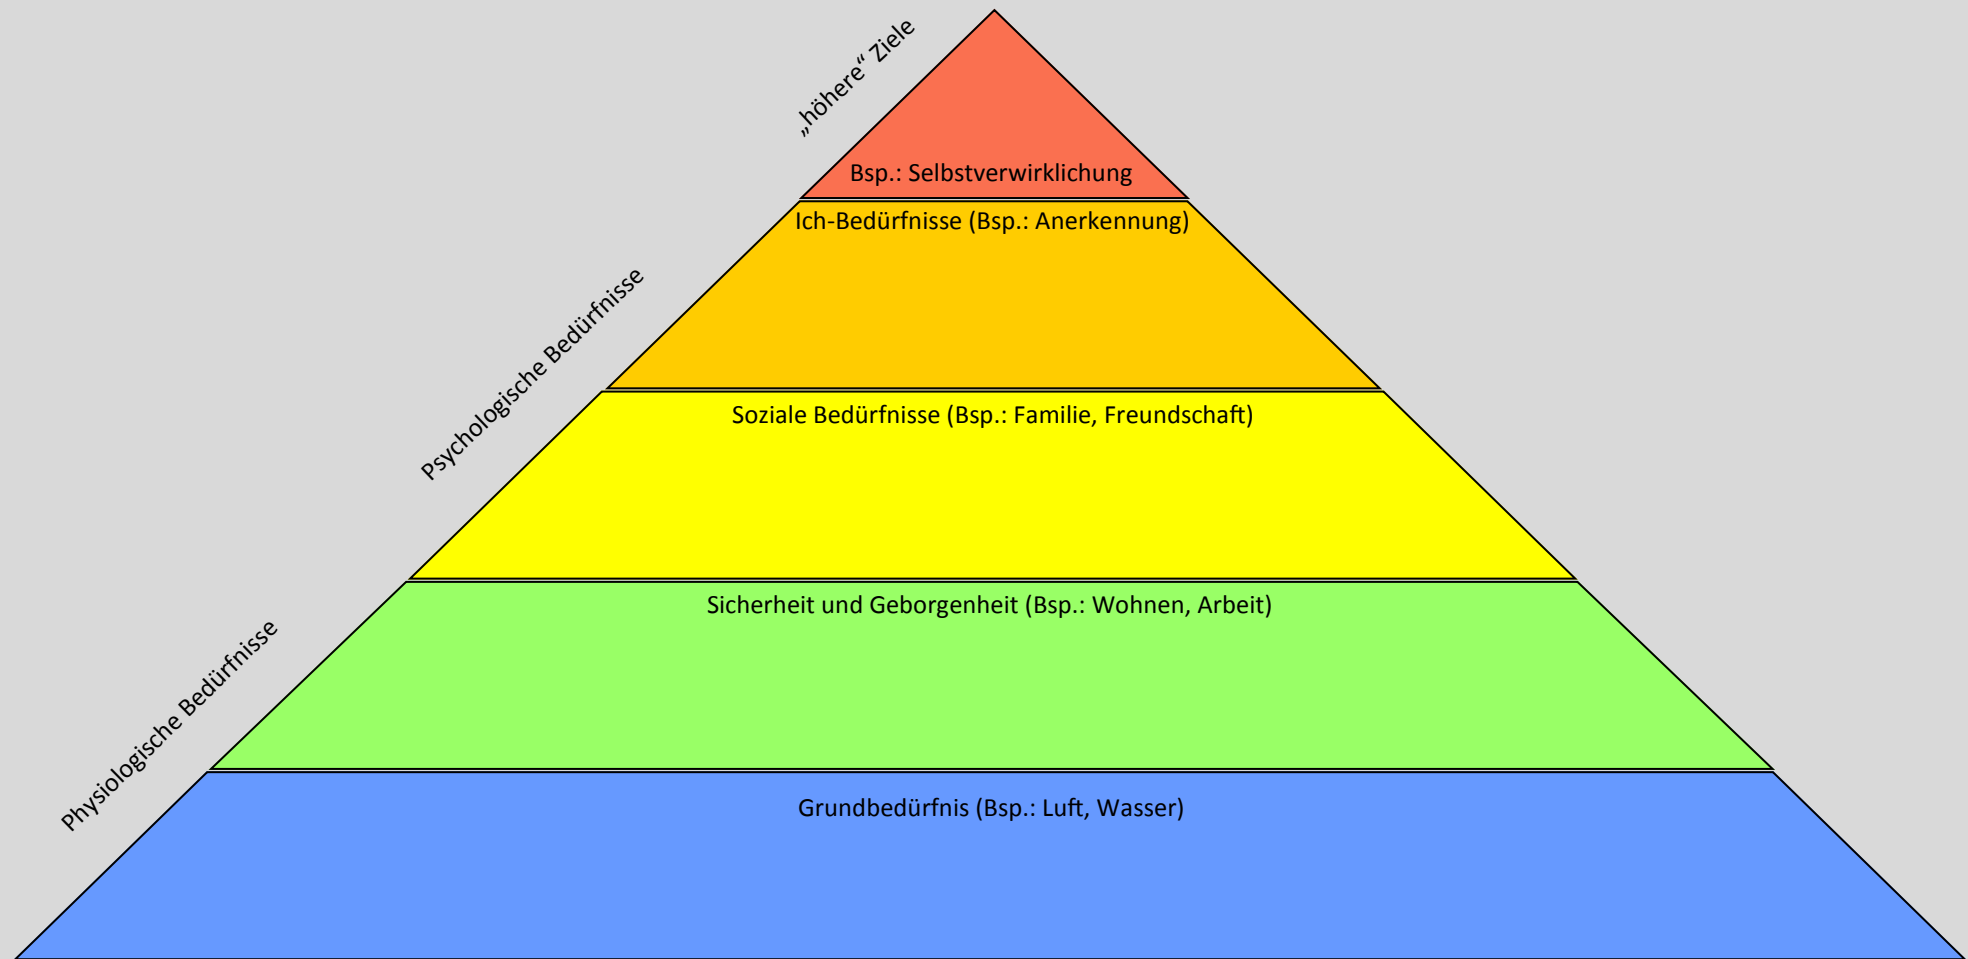 „höhere“ Ziele
Bsp.: Selbstverwirklichung
Ich-Bedürfnisse (Bsp.: Anerkennung)
Psychologische Bedürfnisse
Soziale Bedürfnisse (Bsp.: Familie, Freundschaft)
Sicherheit und Geborgenheit (Bsp.: Wohnen, Arbeit)
Physiologische Bedürfnisse
Grundbedürfnis (Bsp.: Luft, Wasser)